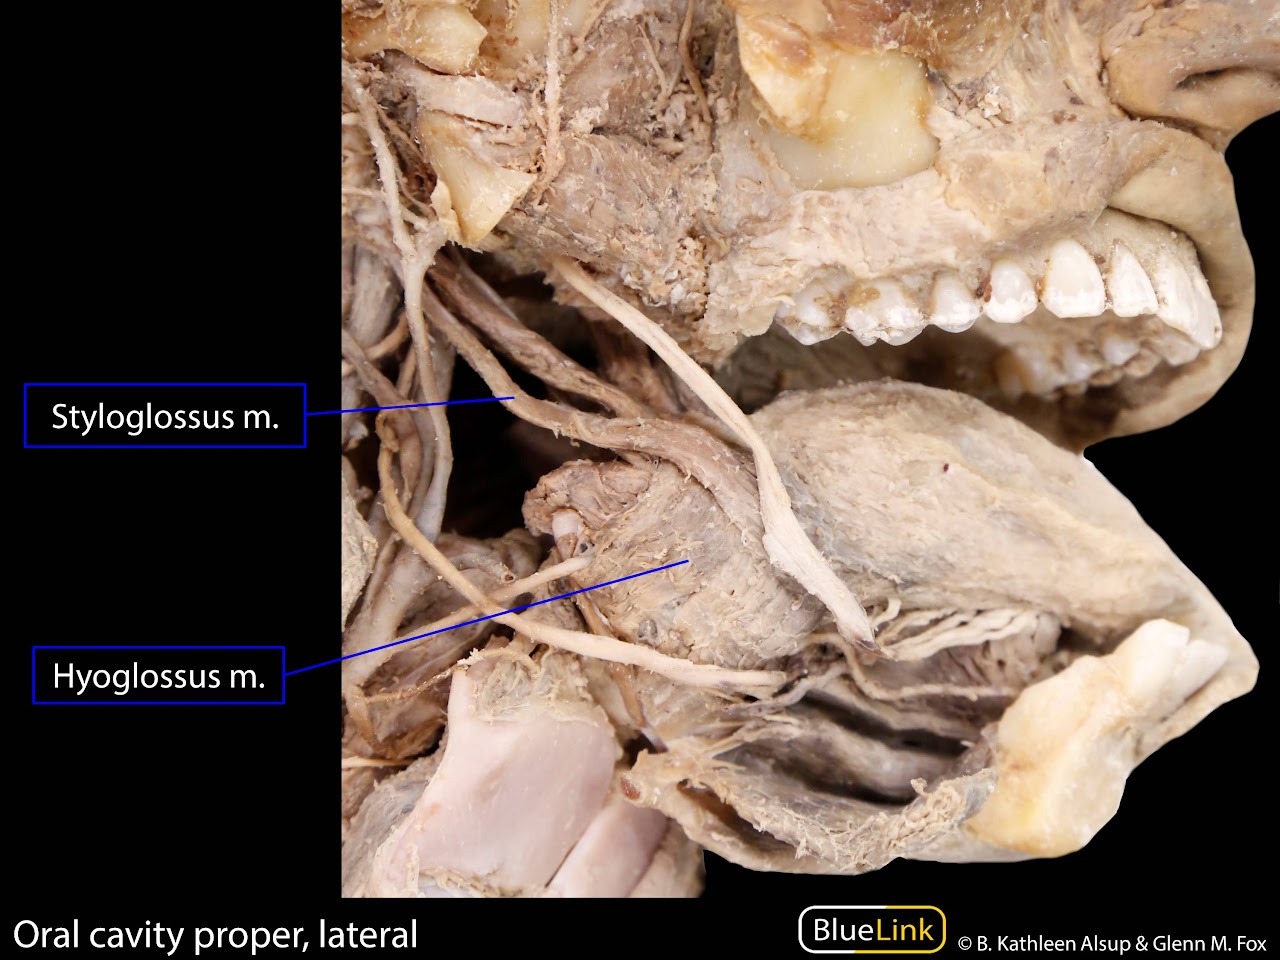 Styloglossus m.
Hyoglossus m.
Oral cavity proper, lateral
BlueLink
© B. Kathleen Alsup & Glenn M. Fox